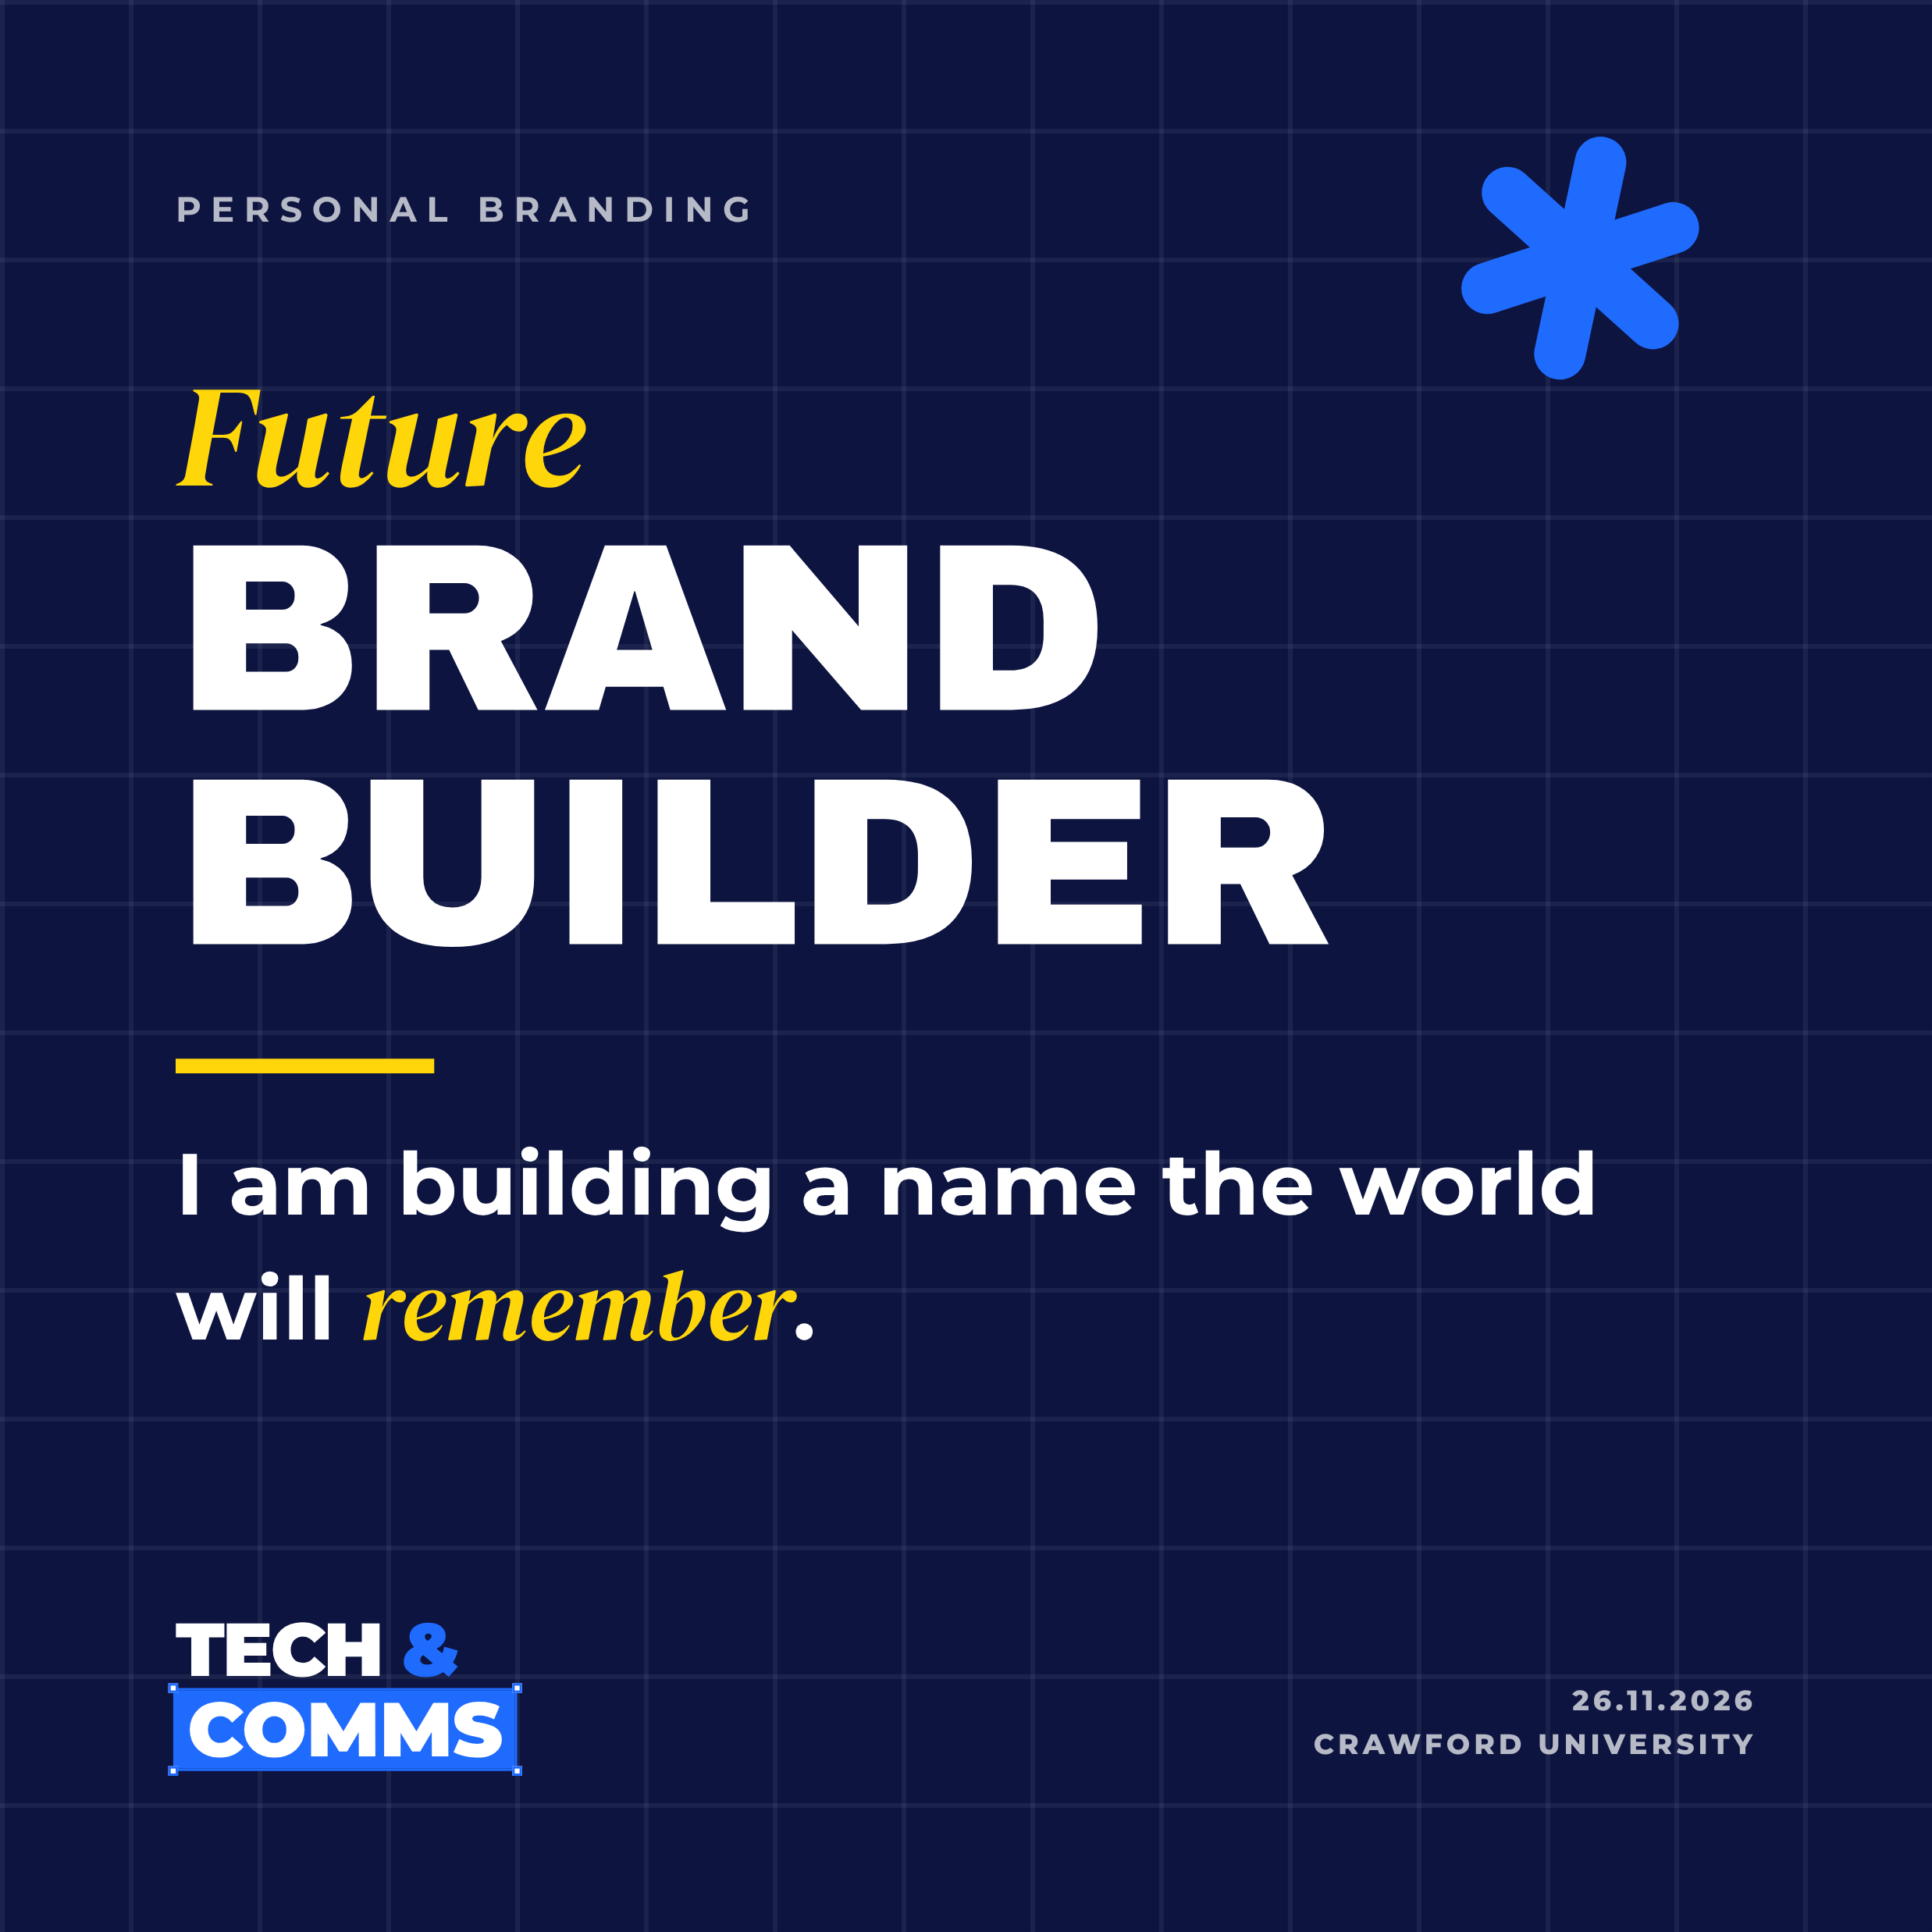 PERSONAL BRANDING
Future
BRAND
BUILDER
I am building a name the world
will remember.
TECH &
COMMS
26.11.2026
CRAWFORD UNIVERSITY